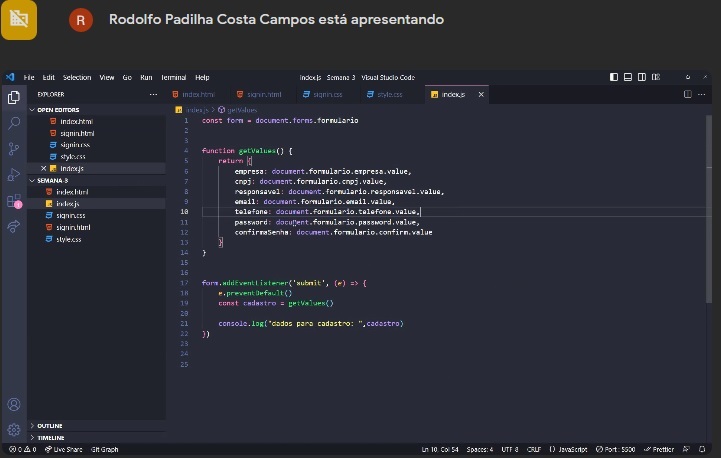 R Rodolfo Padilha Costa Campos está apresentando
File Edit Selection View Go Run Terminal Help
index.js - Semana 3 - Visual Studio Code
EXPLORER
OPEN EDITORS
index.html
signin.html
signin.css
style.css
index.js
SEMANA-3
index.html
index.js
signin.css
signin.html
style.css
OUTLINE
TIMELINE
index.html signin.html signin.css style.css index.js
index.js > getValues
1 const form = document.forms.formulario
2
3
4 function getValues() {
5 return {
6 empresa: document.formulario.empresa.value,
7 cnpj: document.formulario.cnpj.value,
8 responsavel: document.formulario.responsavel.value,
9 email: document.formulario.email.value,
10 telefone: document.formulario.telefone.value,
11 password: document.formulario.password.value,
12 confirmaSenha: document.formulario.confirm.value
13 }
14 }
15
16
17 form.addEventListener('submit', (e) => {
18 e.preventDefault()
19 const cadastro = getValues()
20
21 console.log("dados para cadastro: ",cadastro)
22 })
23
24
25
0 0 Live Share Git Graph
Ln 10, Col 54 Spaces: 4 UTF-8 CRLF {} JavaScript Port : 5500 Prettier